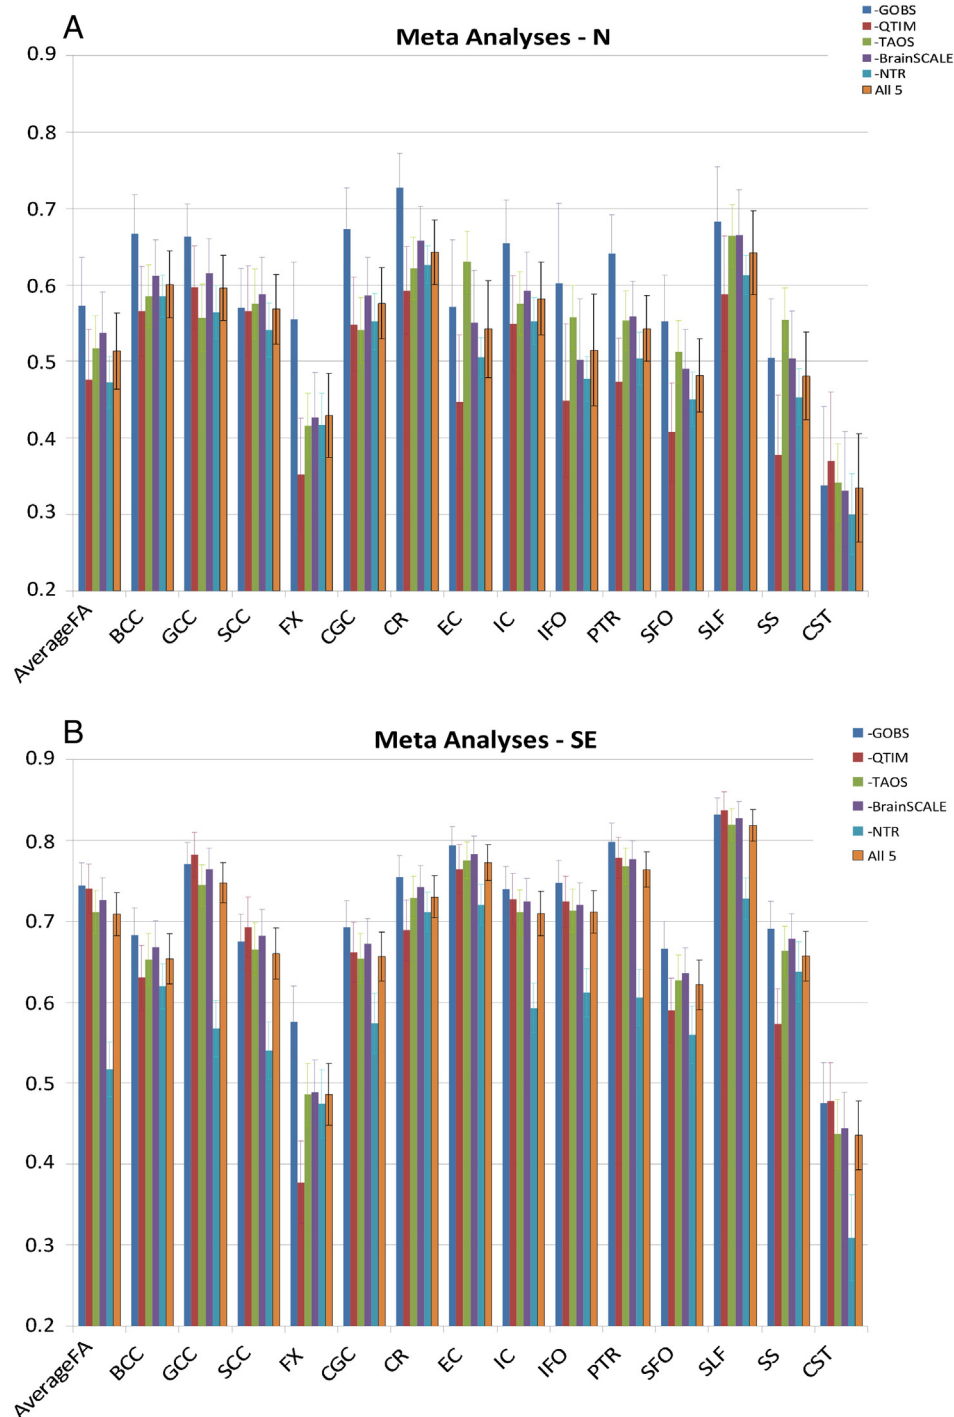 A
Meta Analyses - N
-GOBS
-QTIM
-TAOS
-BrainSCALE
-NTR
All 5
0.9
0.8
0.7
0.6
0.5
0.4
0.3
0.2
AverageFA
BCC
GCC
SCC
FX
CGC
CR
EC
IC
IFO
PTR
SFO
SLF
SS
CST
B
Meta Analyses - SE
-GOBS
-QTIM
-TAOS
-BrainSCALE
-NTR
All 5
0.9
0.8
0.7
0.6
0.5
0.4
0.3
0.2
AverageFA
BCC
GCC
SCC
FX
CGC
CR
EC
IC
IFO
PTR
SFO
SLF
SS
CST